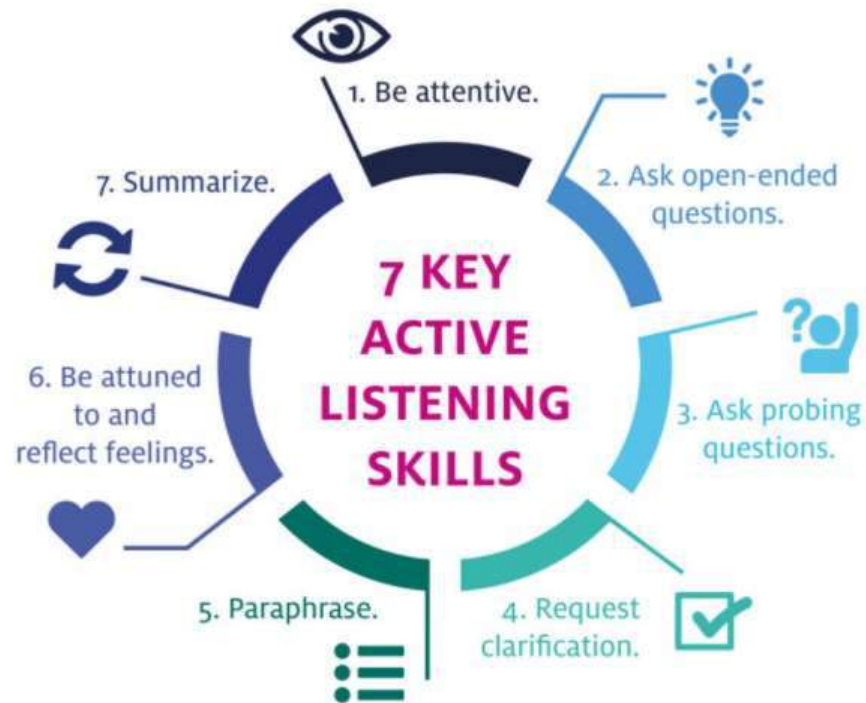 7 KEY
ACTIVE
LISTENING
SKILLS
1. Be attentive.
2. Ask open-ended
questions.
3. Ask probing
questions.
4. Request
clarification.
5. Paraphrase.
6. Be attuned
to and
reflect feelings.
7. Summarize.